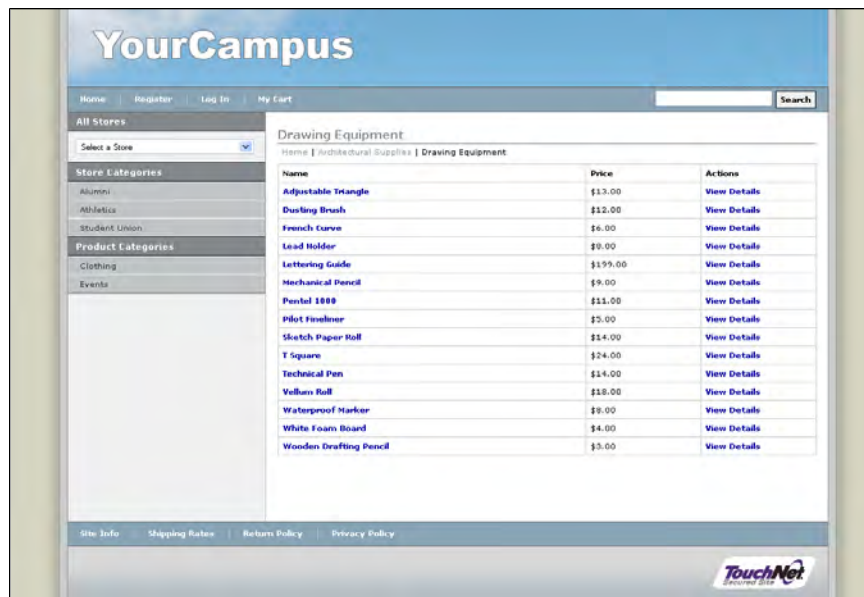 YourCampus
Home Register Log In My Cart Search
All Stores
Select a Store
Store Categories
Alumni
Athletics
Student Union
Product Categories
Clothing
Events
Drawing Equipment
Home | Architectural Supplies | Drawing Equipment
Name Price Actions
Adjustable Triangle $13.00 View Details
Dusting Brush $12.00 View Details
French Curve $6.00 View Details
Lead Holder View Details
Lettering Guide $199.00 View Details
Mechanical Pencil $9.00 View Details
Pentel 1000 $11.00 View Details
Pilot Fineliner $5.00 View Details
Sketch Paper Roll $14.00 View Details
T Square $24.00 View Details
Technical Pen $14.00 View Details
Vellum Roll $18.00 View Details
Waterproof Marker View Details
White Foam Board $4.00 View Details
Wooden Drafting Pencil $3.00 View Details
Site Info Shipping Rates Return Policy Privacy Policy
TouchNet
Secured Site